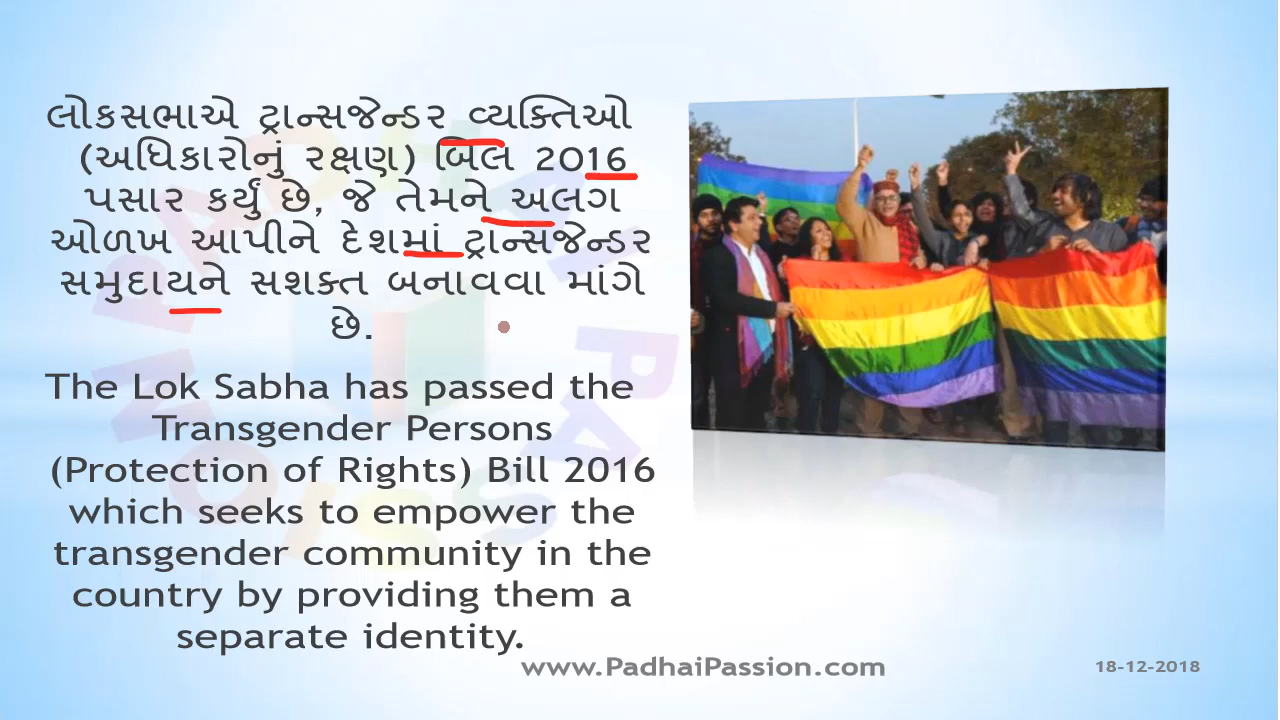 લોકસભાએ ટ્રાન્સજેન્ડર વ્યક્તિઓ
(અધિકારોનું રક્ષણ) બિલ 2016
પસાર કર્યું છે, જે તેમને અલગ
ઓળખ આપીને દેશમાં ટ્રાન્સજેન્ડર
સમુદાયને સશક્ત બનાવવા માંગે
છે.
The Lok Sabha has passed the
Transgender Persons
(Protection of Rights) Bill 2016
which seeks to empower the
transgender community in the
country by providing them a
separate identity.
www.PadhaiPassion.com
18-12-2018